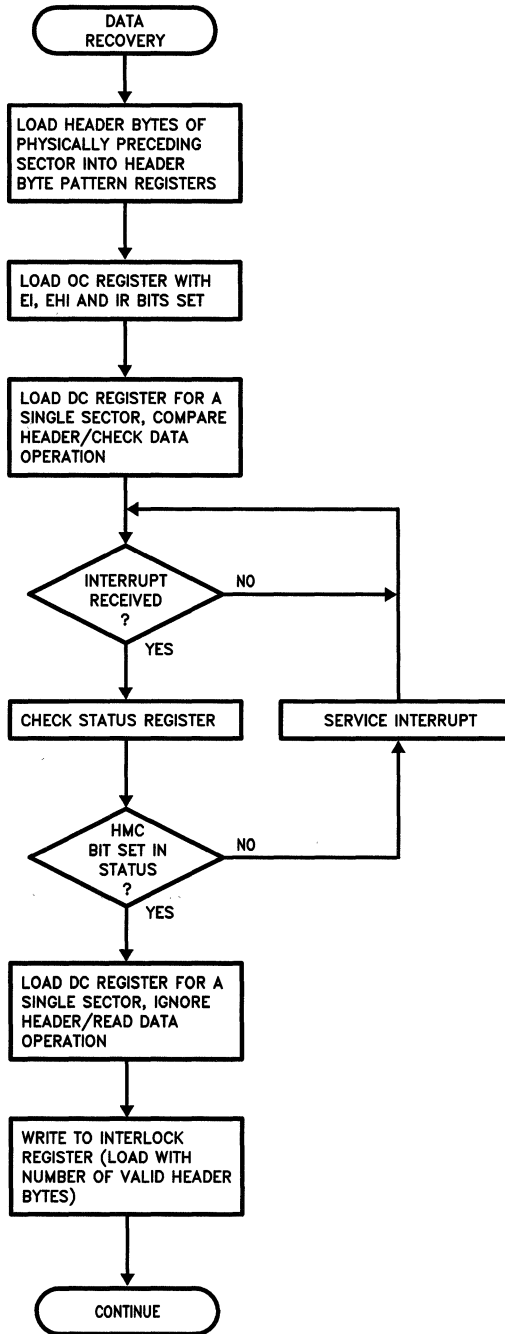 DATA
RECOVERY
LOAD HEADER BYTES OF
PHYSICALLY PRECEDING
SECTOR INTO HEADER
BYTE PATTERN REGISTERS
LOAD OC REGISTER WITH
EI, EHI AND IR BITS SET
LOAD DC REGISTER FOR A
SINGLE SECTOR, COMPARE
HEADER/CHECK DATA
OPERATION
INTERRUPT
RECEIVED
?
NO
YES
CHECK STATUS REGISTER
SERVICE INTERRUPT
HMC
BIT SET IN
STATUS
?
NO
YES
LOAD DC REGISTER FOR A
SINGLE SECTOR, IGNORE
HEADER/READ DATA
OPERATION
WRITE TO INTERLOCK
REGISTER (LOAD WITH
NUMBER OF VALID HEADER
BYTES)
CONTINUE